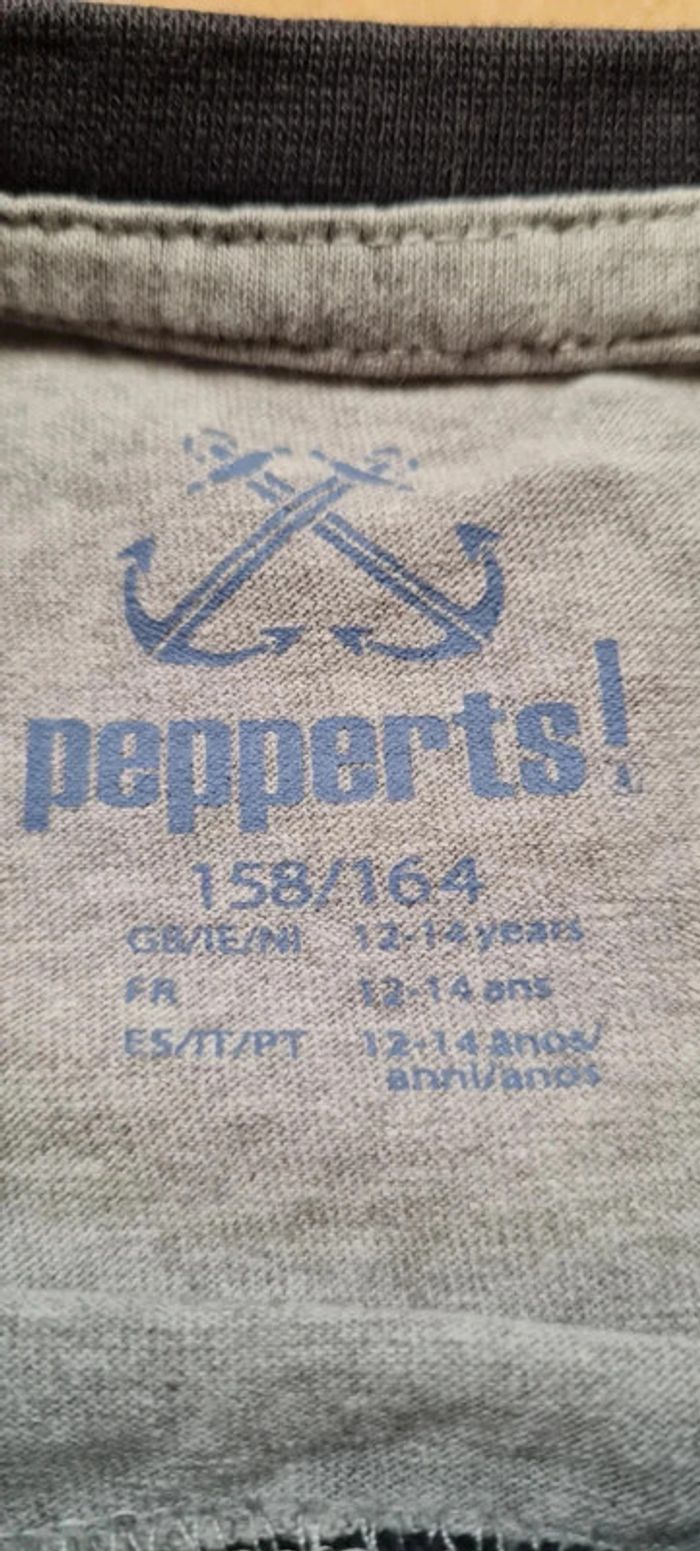 pepperts!
158/164
GB/IE/NI 12-14 years
FR 12-14 ans
ES/IT/PT 12-14 años/
anni/anos